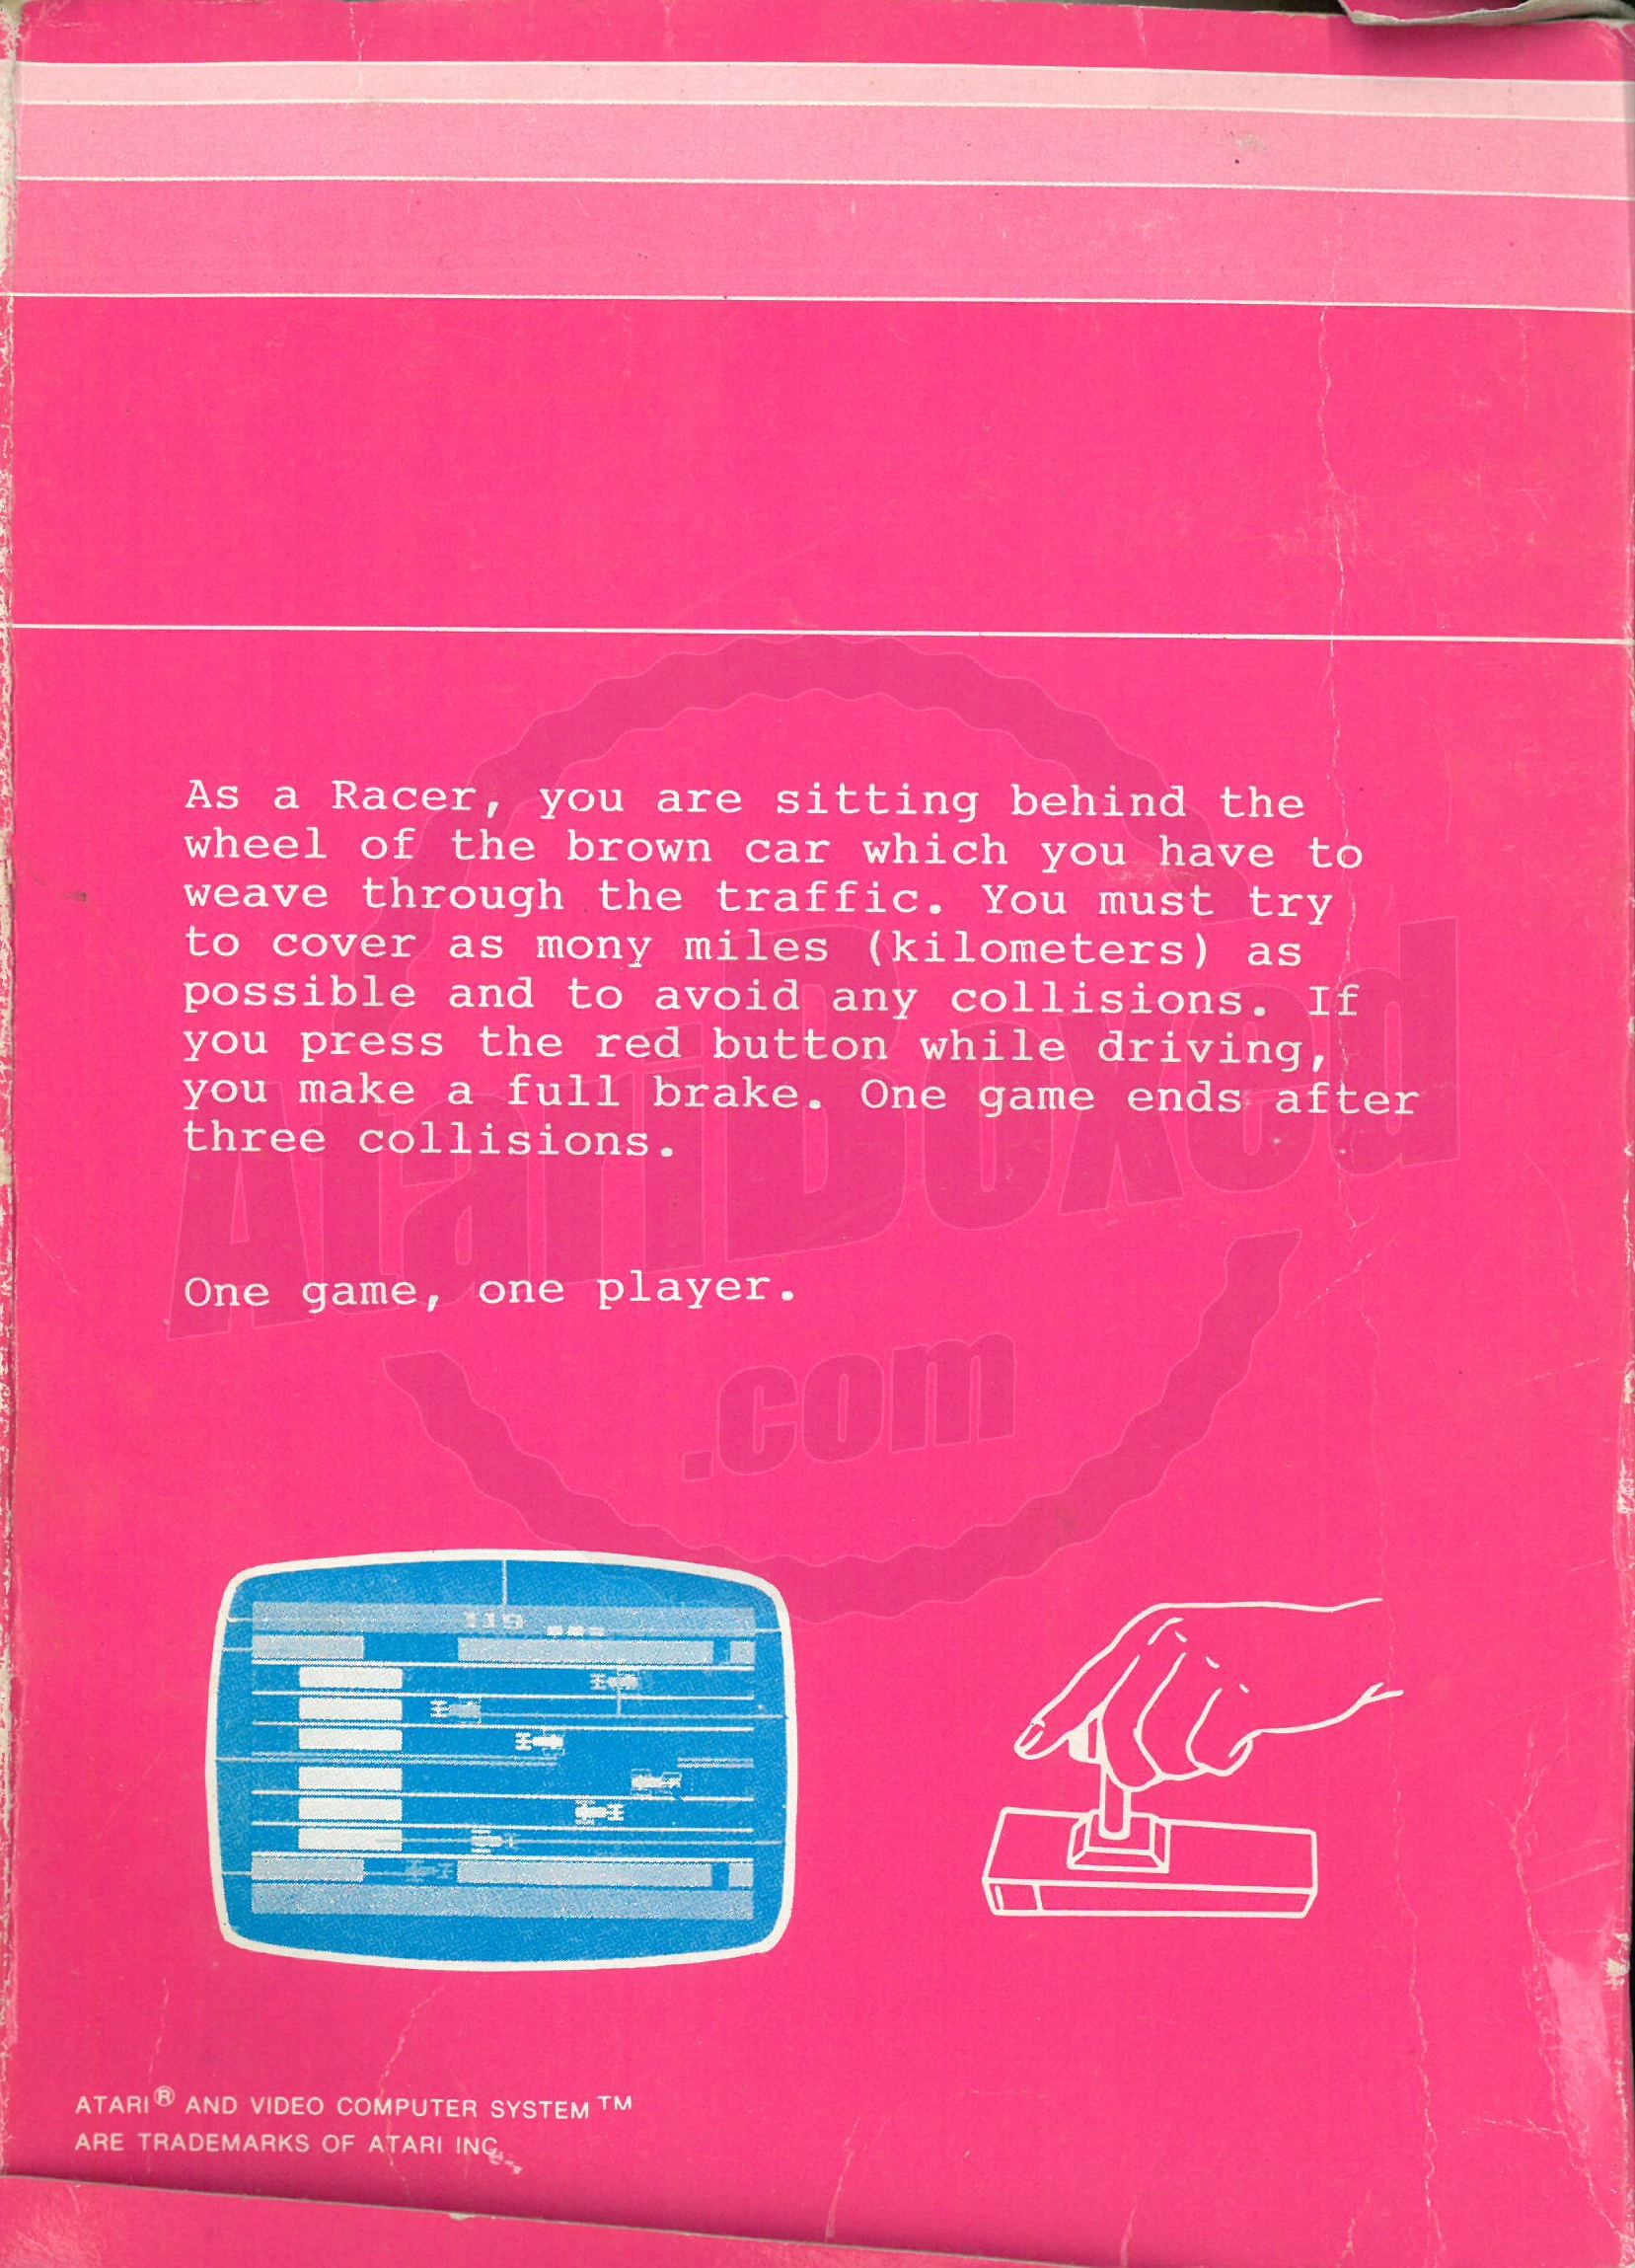 As a Racer, you are sitting behind the
wheel of the brown car which you have to
weave through the traffic. You must try
to cover as mony miles (kilometers) as
possible and to avoid any collisions. If
you press the red button while driving,
you make a full brake. One game ends after
three collisions.
One game, one player.
AtariBoxed
.com
119
ATARI® AND VIDEO COMPUTER SYSTEM™
ARE TRADEMARKS OF ATARI INC.